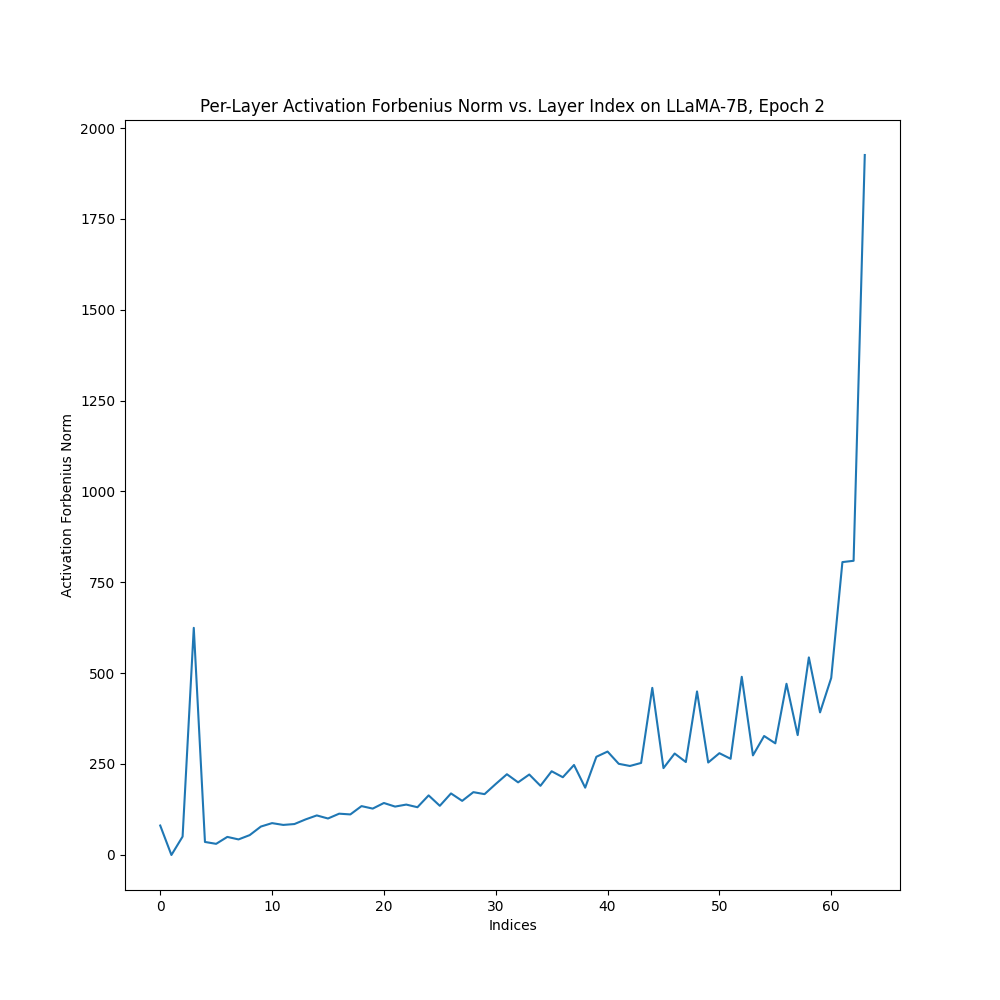 Per-Layer Activation Forbenius Norm vs. Layer Index on LLaMA-7B, Epoch 2
2000
1750
1500
1250
1000
750
500
250
0
Activation Forbenius Norm
0 10 20 30 40 50 60
Indices